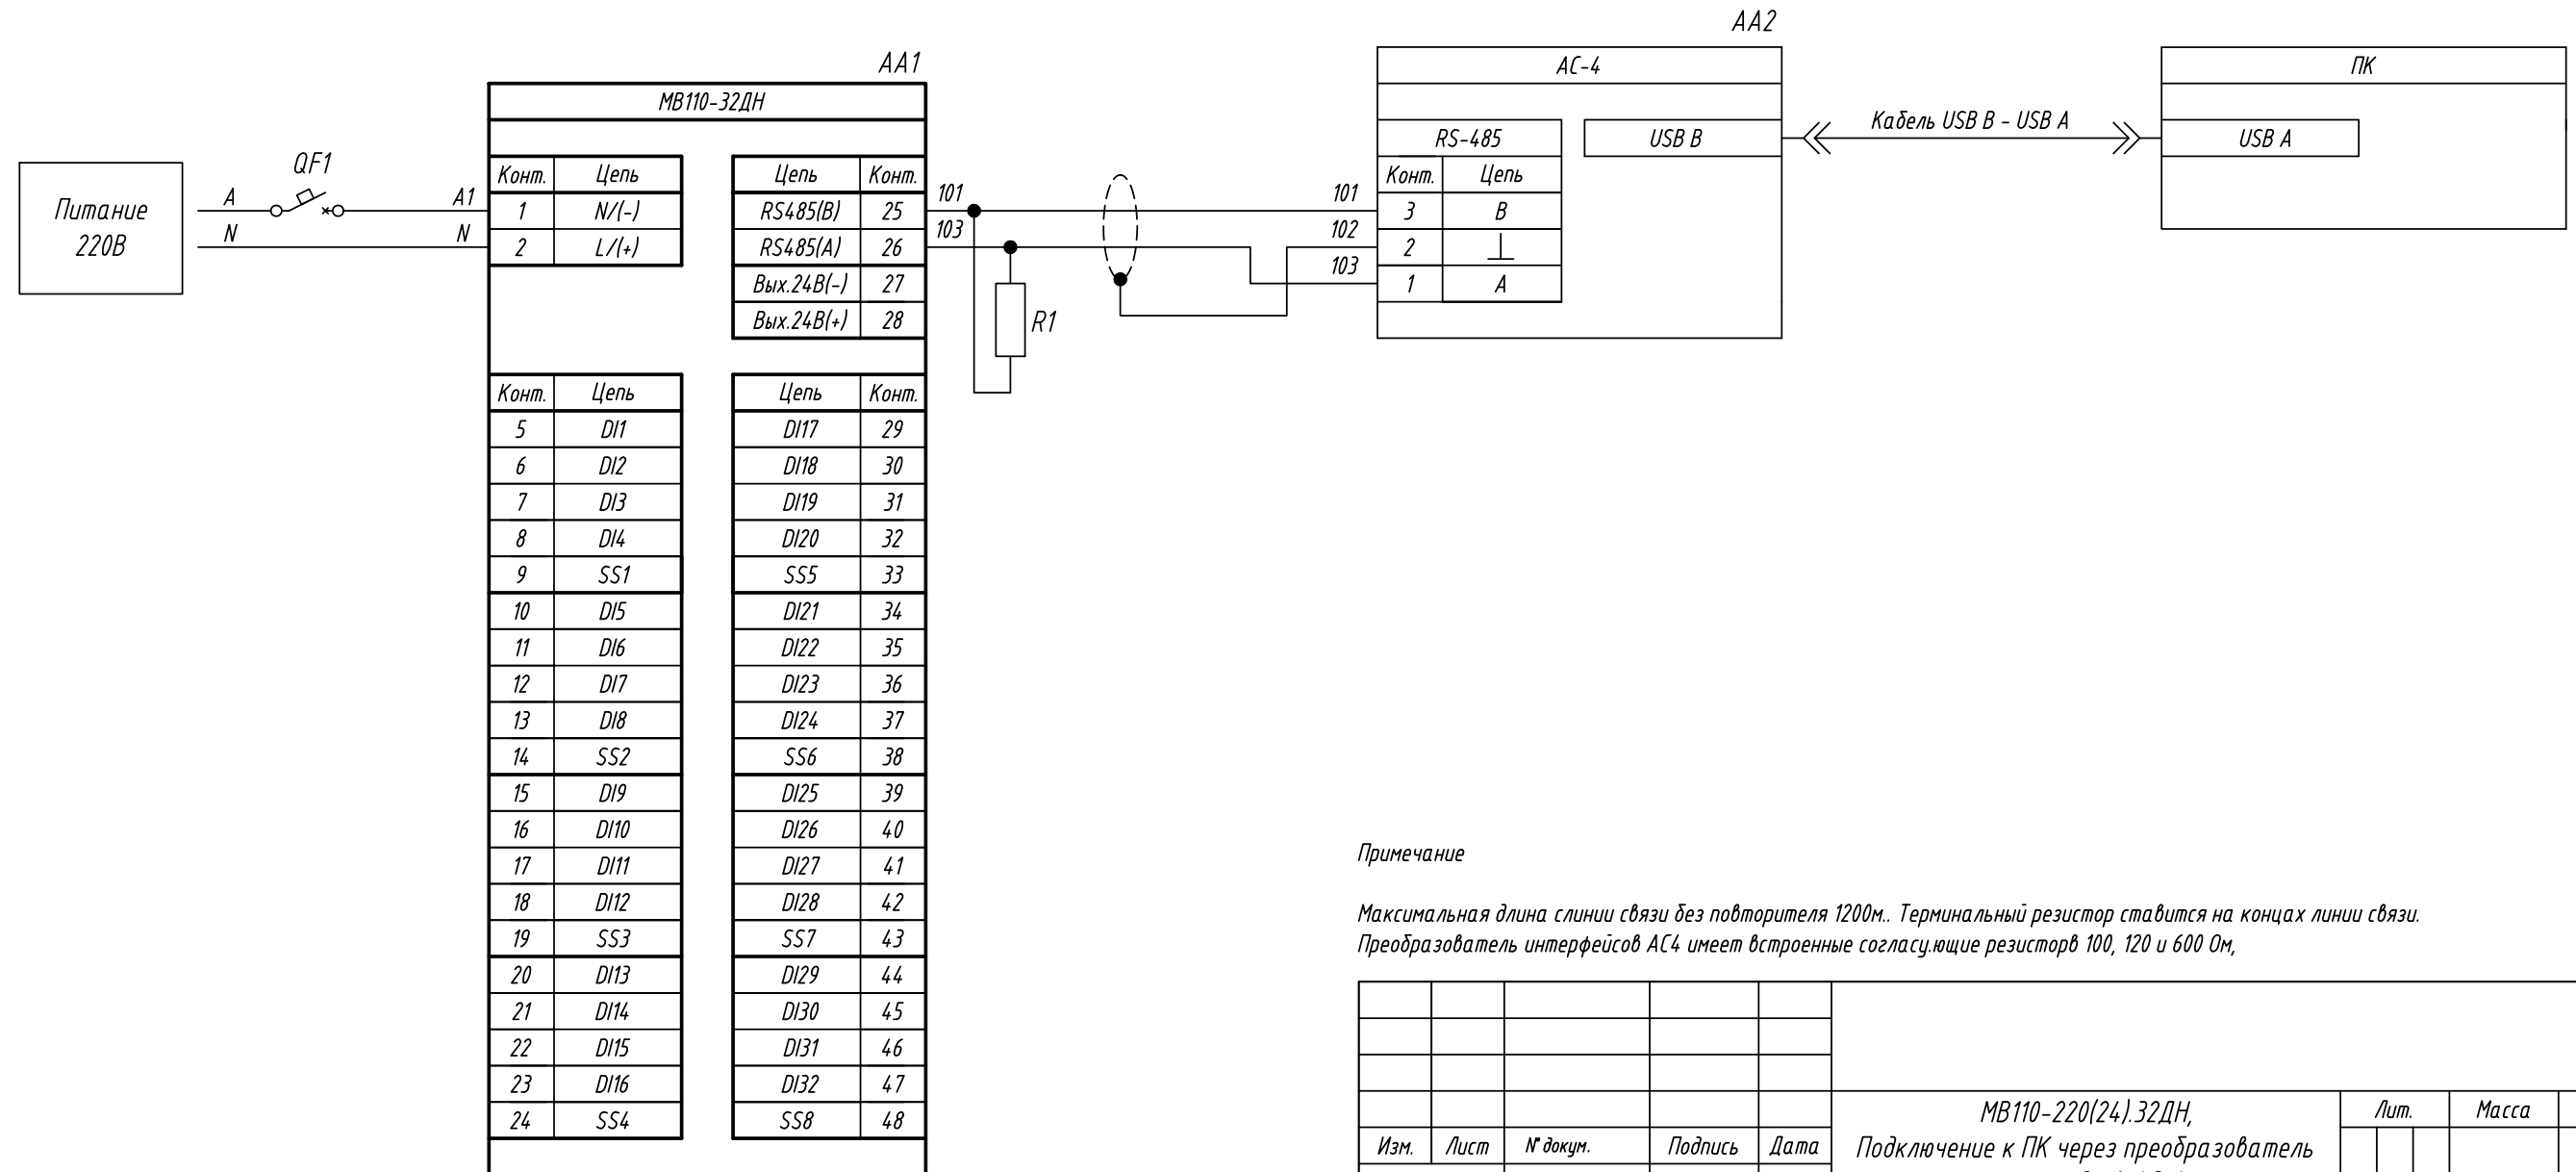 AA2
AA1
АС-4
ПК
МВ110-32ДН
Кабель USB B - USB A
RS-485
USB B
USB A
QF1
Питание
220В
A
A1
N
N
Конт. Цепь
1 N/(-)
2 L/(+)
Цепь Конт.
RS485(B) 25
RS485(A) 26
Вых.24В(-) 27
Вых.24В(+) 28
101
103
R1
101
102
103
Конт. Цепь
3 B
2
1 A
Конт. Цепь
5 DI1
6 DI2
7 DI3
8 DI4
9 SS1
10 DI5
11 DI6
12 DI7
13 DI8
14 SS2
15 DI9
16 DI10
17 DI11
18 DI12
19 SS3
20 DI13
21 DI14
22 DI15
23 DI16
24 SS4
Цепь Конт.
DI17 29
DI18 30
DI19 31
DI20 32
SS5 33
DI21 34
DI22 35
DI23 36
DI24 37
SS6 38
DI25 39
DI26 40
DI27 41
DI28 42
SS7 43
DI29 44
DI30 45
DI31 46
DI32 47
SS8 48
Примечание
Максимальная длина слинии связи без повторителя 1200м.. Терминальный резистор ставится на концах линии связи.
Преобразователь интерфейсов АС4 имеет встроенные согласу.ющие резисторв 100, 120 и 600 Ом,
МВ110-220(24).32ДН,
Подключение к ПК через преобразователь
Лит. Масса
Изм. Лист № докум. Подпись Дата